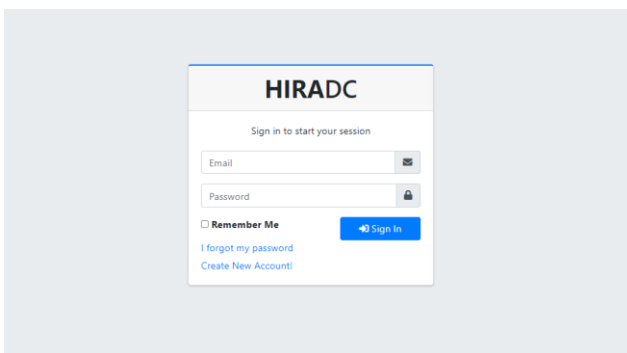 HIRADC
Sign in to start your session
Email
Password
Remember Me
Sign In
I forgot my password
Create New Account!